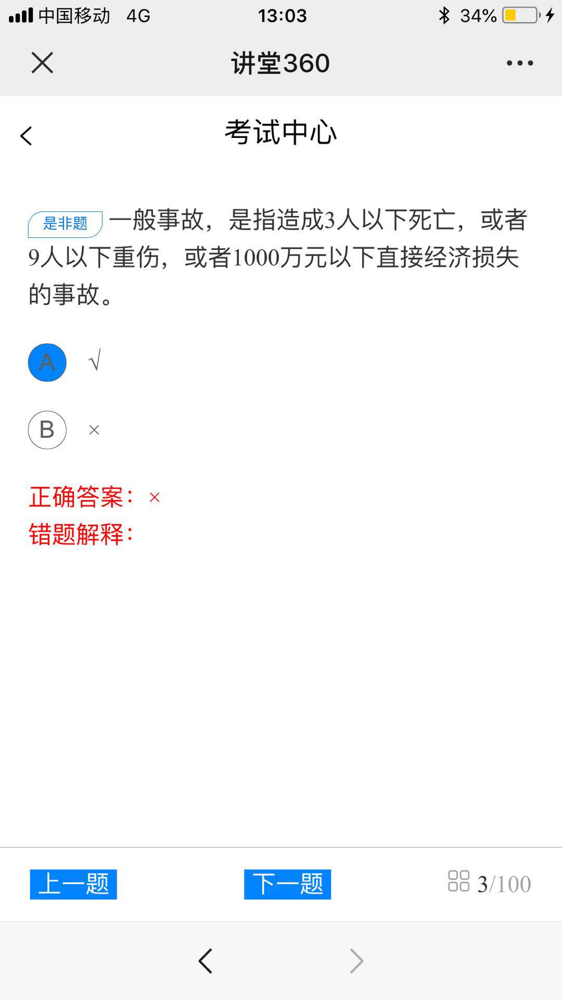 中国移动 4G 13:03 34%
讲堂360
考试中心
是非题 一般事故，是指造成3人以下死亡，或者
9人以下重伤，或者1000万元以下直接经济损失
的事故。
A √
B ×
正确答案：×
错题解释：
上一题 下一题 3/100